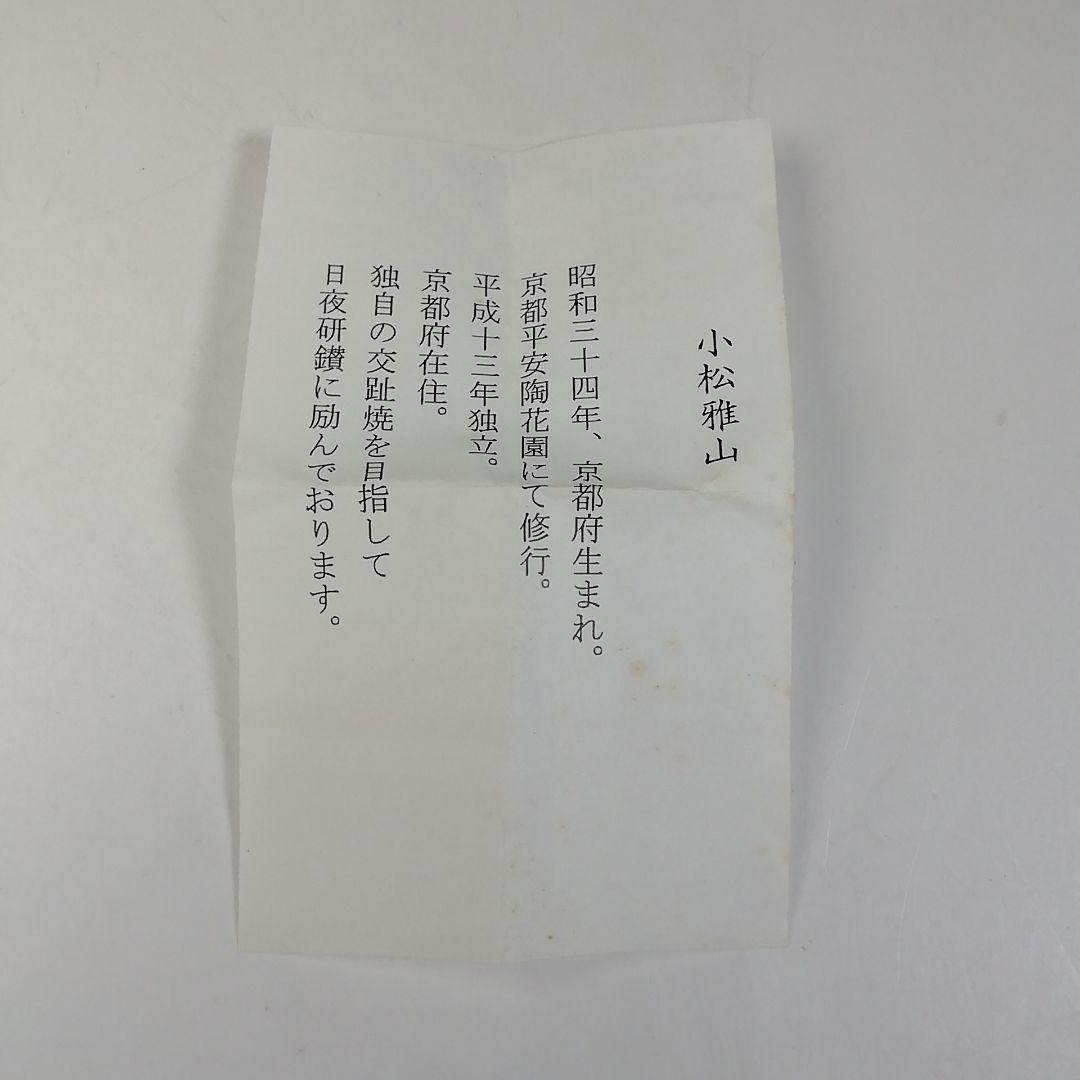 小松雅山
昭和三十四年、京都府生まれ。
京都平安陶花園にて修行。
平成十三年独立。
京都府在住。
独自の交趾焼を目指して
日夜研鑚に励んでおります。